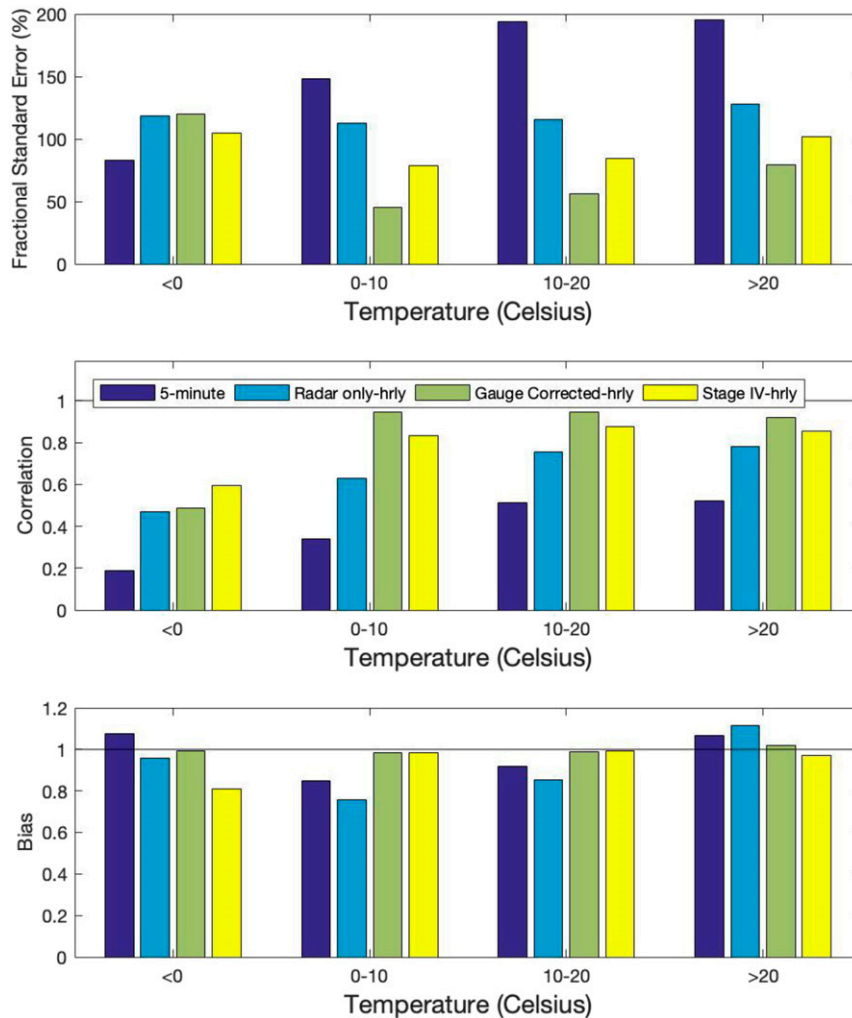 Fractional Standard Error (%)
200
150
100
50
0
<0 0-10 10-20 >20
Temperature (Celsius)
Correlation
1
0.8
0.6
0.4
0.2
0
5-minute Radar only-hrly Gauge Corrected-hrly Stage IV-hrly
<0 0-10 10-20 >20
Temperature (Celsius)
Bias
1.2
1
0.8
0.6
0.4
0.2
0
<0 0-10 10-20 >20
Temperature (Celsius)